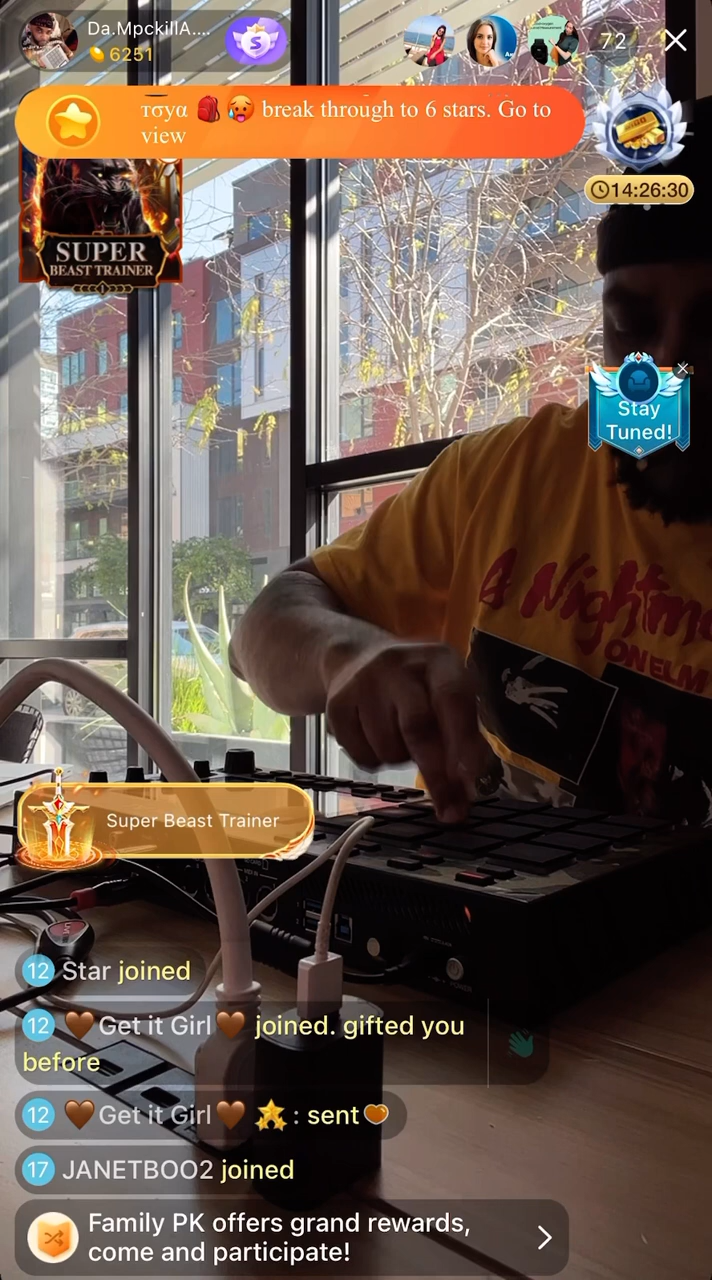 Da.MpckillA....
6251
S
72
τσγα 🎒🥵 break through to 6 stars. Go to
view
14:26:30
SUPER
BEAST TRAINER
Stay
Tuned!
A Nightm
ON ELM
Super Beast Trainer
12 Star joined
12 🤎Get it Girl🤎 joined. gifted you
before
12 🤎Get it Girl🤎 : sent
17 JANETBOO2 joined
Family PK offers grand rewards,
come and participate!